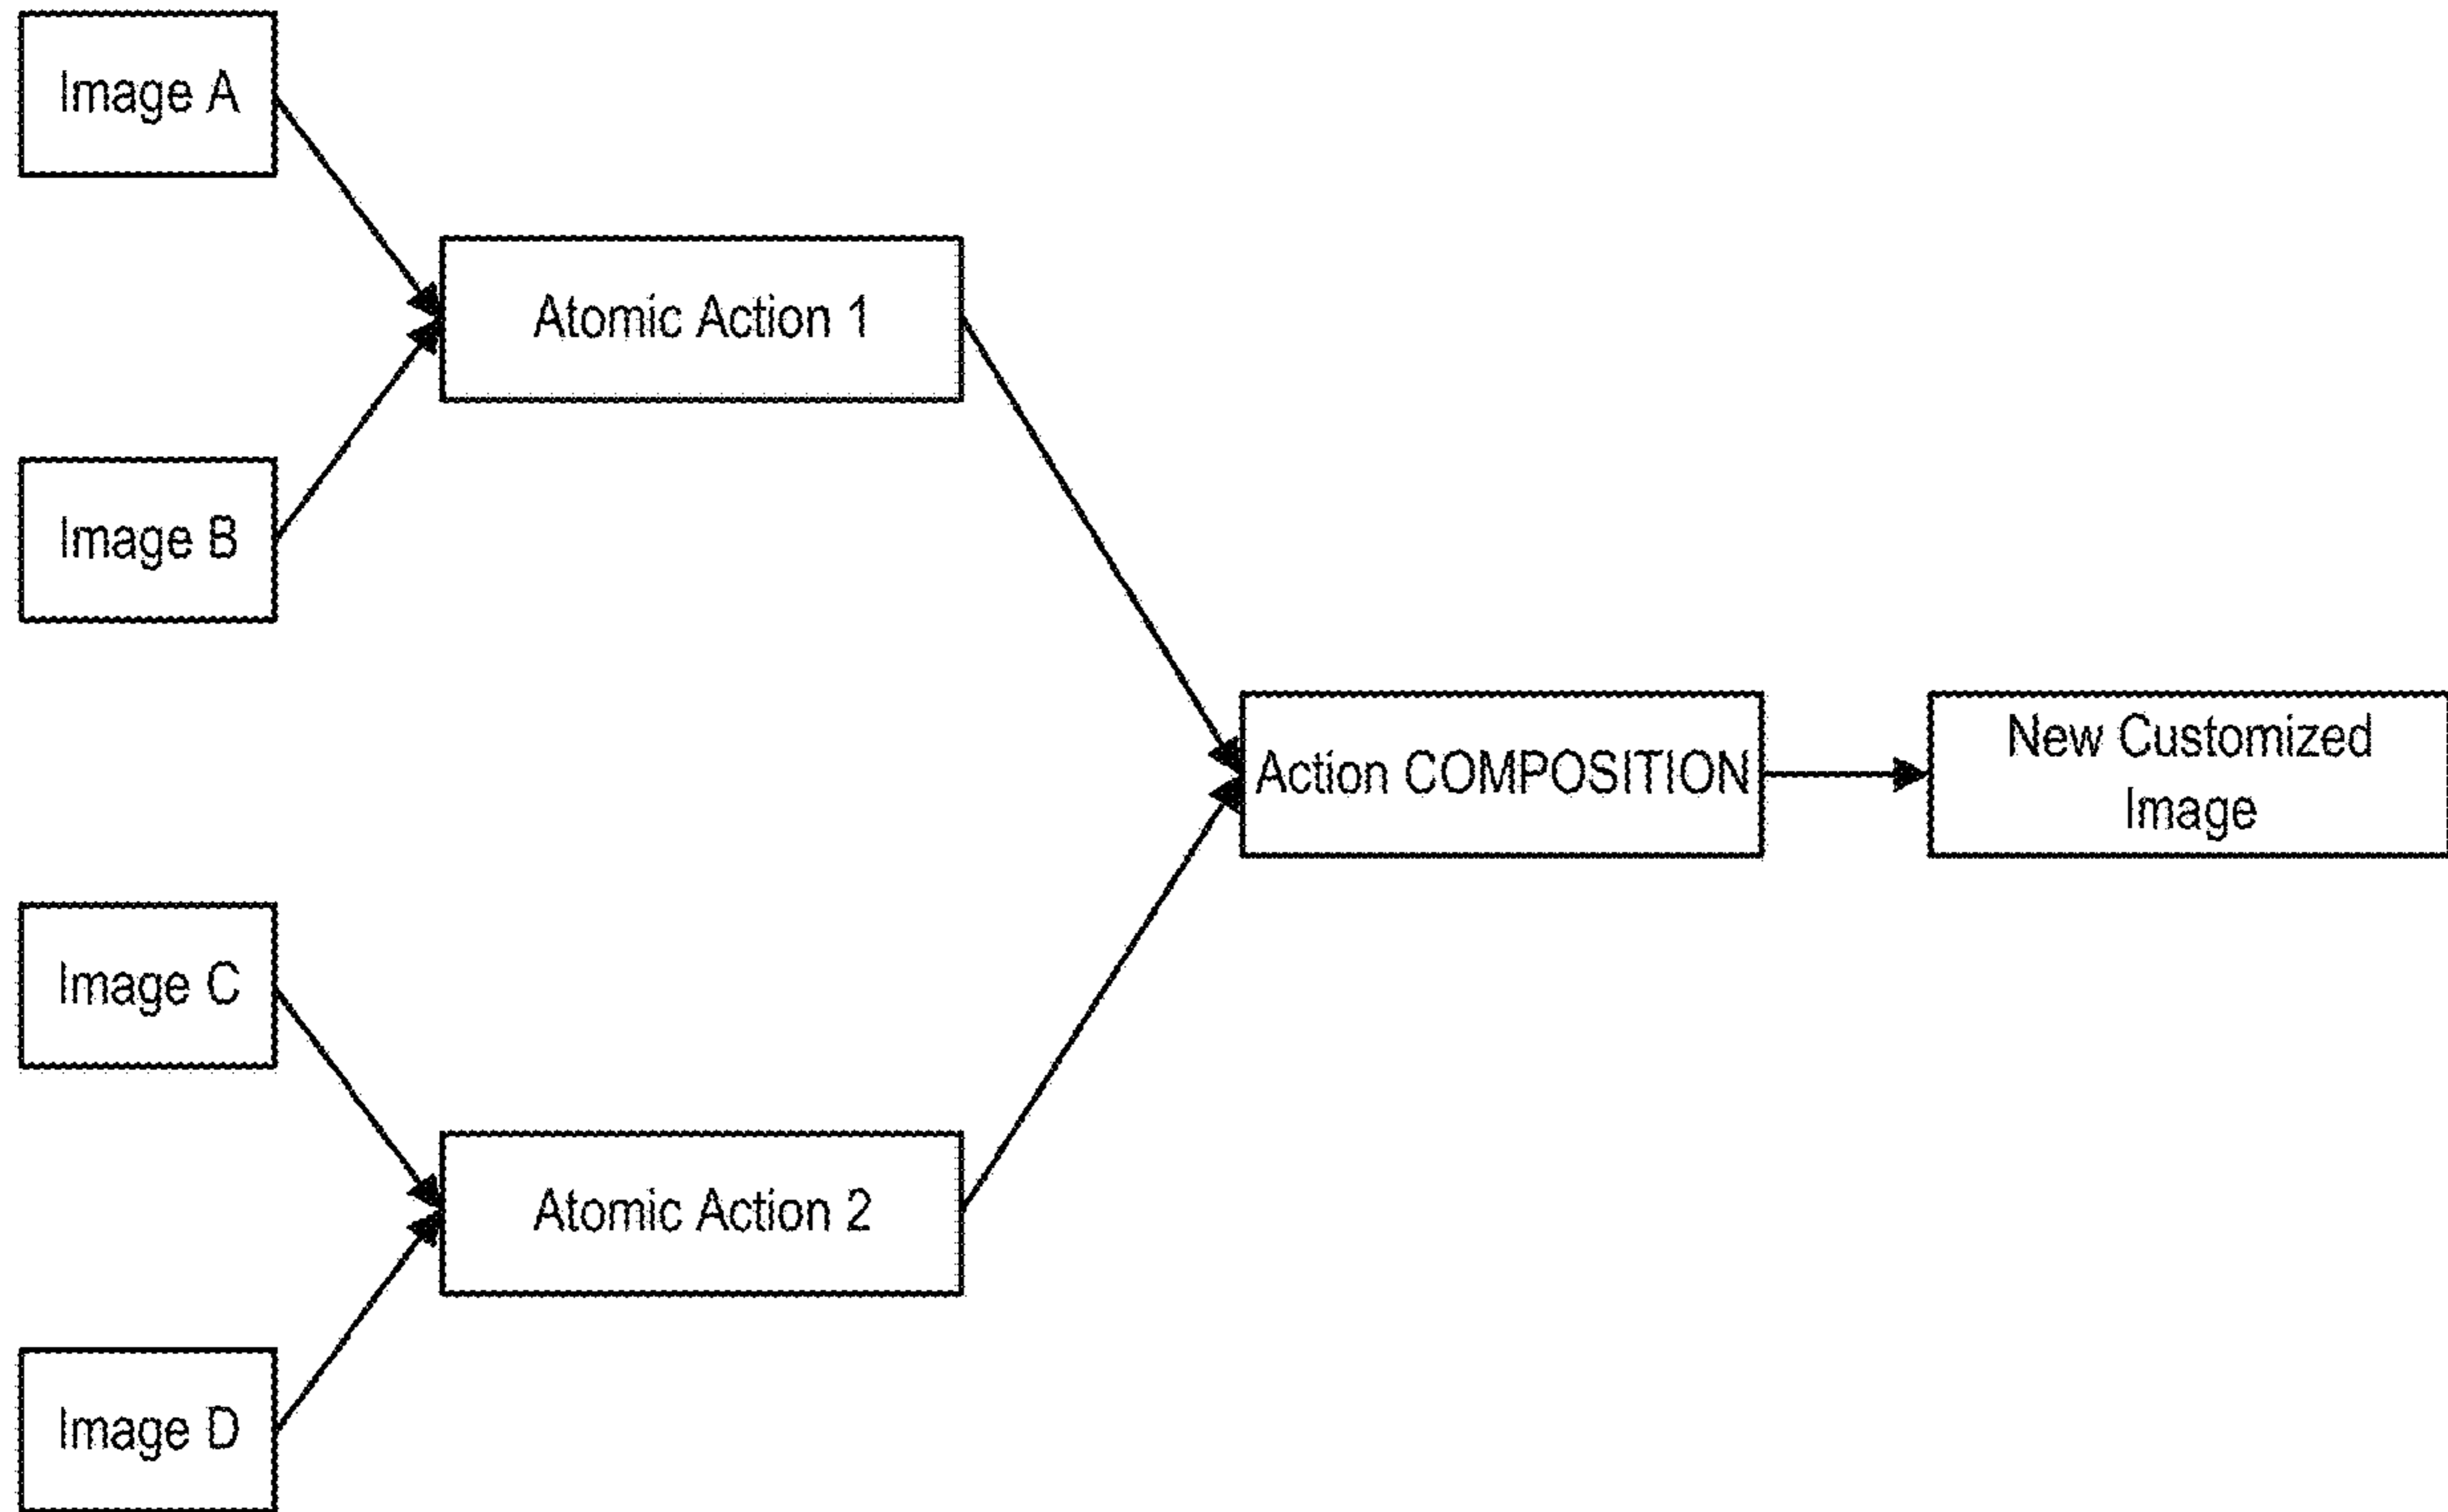 Image A
Atomic Action 1
Image B
Action COMPOSITION
New Customized
Image
Image C
Atomic Action 2
Image D